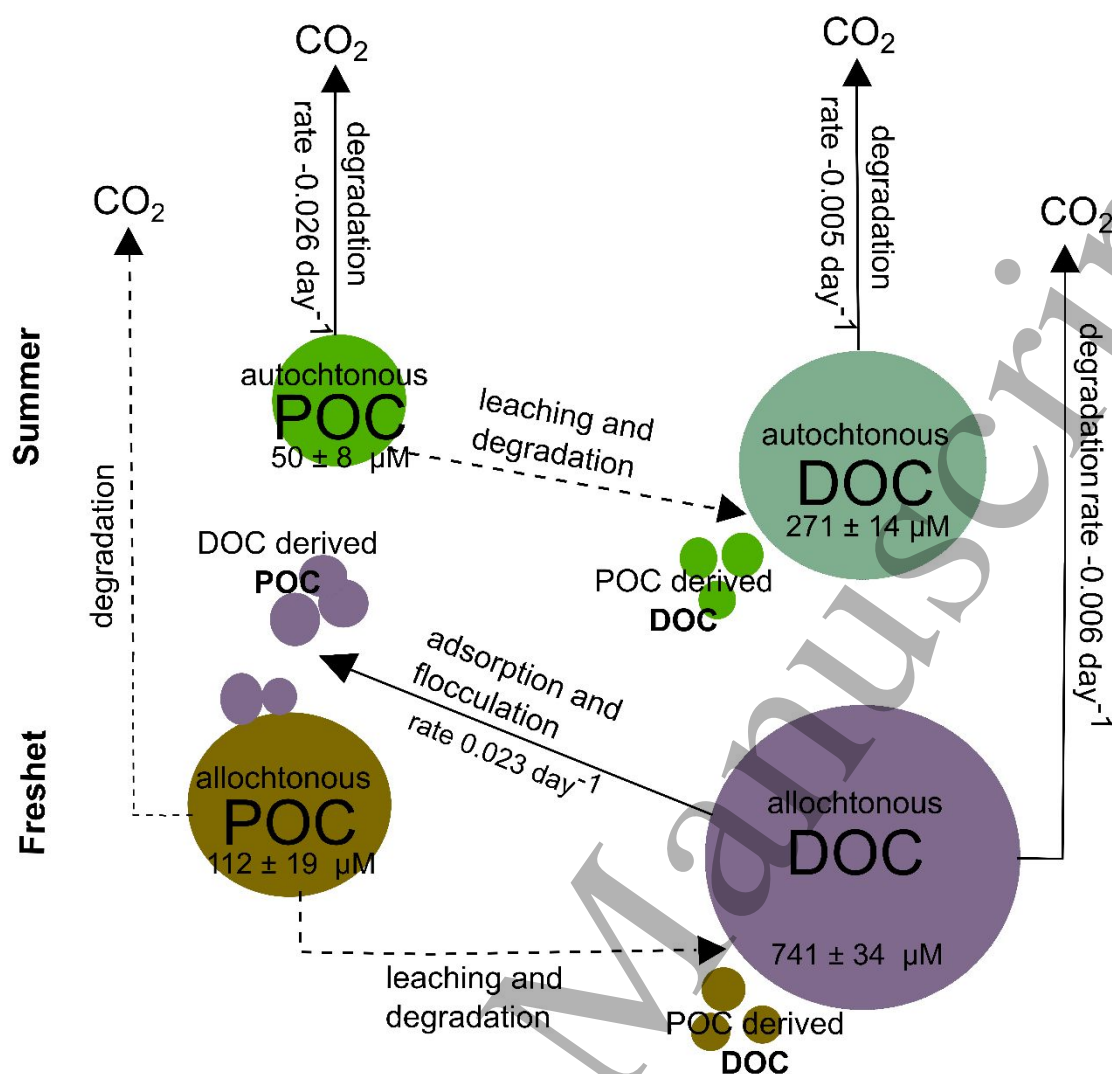 CO2
degradation
rate -0.026 day-1
CO2
degradation
rate -0.005 day-1
CO2
CO2
degradation rate -0.006 day-1
Summer
autochtonous
POC
50 ± 8 µM
leaching and
degradation
autochtonous
DOC
271 ± 14 µM
degradation
DOC derived
POC
POC derived
DOC
adsorption and
flocculation
rate 0.023 day-1
Freshet
allochtonous
POC
112 ± 19 µM
allochtonous
DOC
741 ± 34 µM
leaching and
degradation
POC derived
DOC